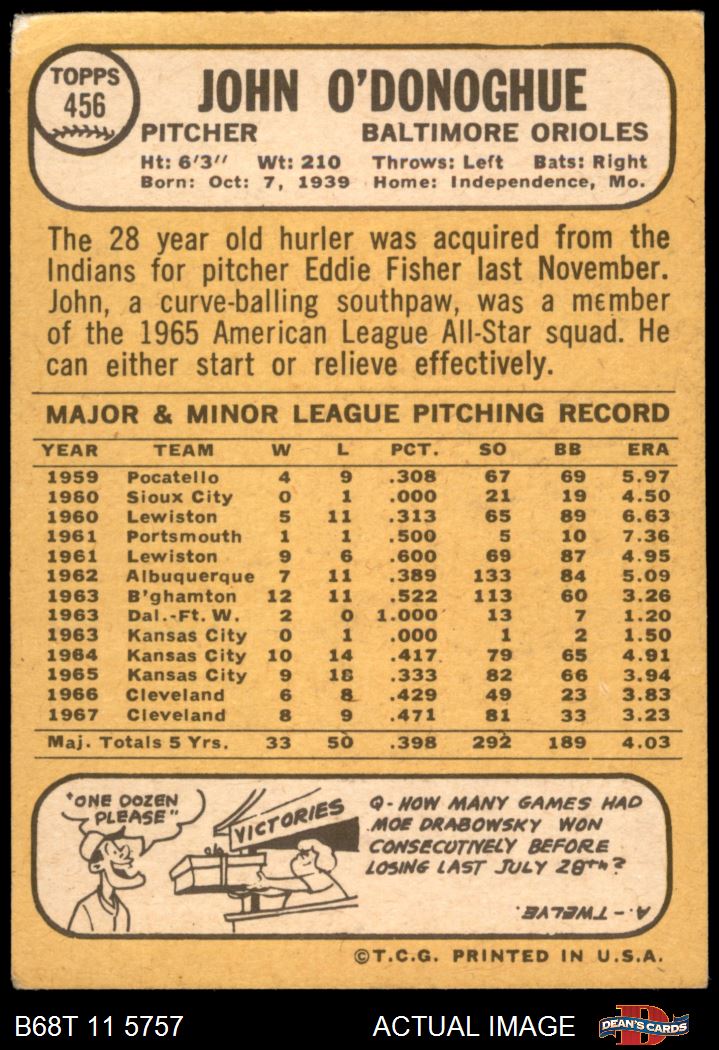 TOPPS
456
JOHN O'DONOGHUE
PITCHER BALTIMORE ORIOLES
Ht: 6'3" Wt: 210 Throws: Left Bats: Right
Born: Oct: 7, 1939 Home: Independence, Mo.
The 28 year old hurler was acquired from the
Indians for pitcher Eddie Fisher last November.
John, a curve-balling southpaw, was a member
of the 1965 American League All-Star squad. He
can either start or relieve effectively.
MAJOR & MINOR LEAGUE PITCHING RECORD
YEAR TEAM W L PCT. SO BB ERA
1959 Pocatello 4 9 .308 67 69 5.97
1960 Sioux City 0 1 .000 21 19 4.50
1960 Lewiston 5 11 .313 65 89 6.63
1961 Portsmouth 1 1 .500 5 10 7.36
1961 Lewiston 9 6 .600 69 87 4.95
1962 Albuquerque 7 11 .389 133 84 5.09
1963 B'ghamton 12 11 .522 113 60 3.26
1963 Dal.-Ft. W. 2 0 1.000 13 7 1.20
1963 Kansas City 0 1 .000 1 2 1.50
1964 Kansas City 10 14 .417 79 65 4.91
1965 Kansas City 9 18 .333 82 66 3.94
1966 Cleveland 6 8 .429 49 23 3.83
1967 Cleveland 8 9 .471 81 33 3.23
Maj. Totals 5 Yrs. 33 50 .398 292 189 4.03
"ONE DOZEN
PLEASE"
VICTORIES
Q - HOW MANY GAMES HAD
MOE DRABOWSKY WON
CONSECUTIVELY BEFORE
LOSING LAST JULY 28TH?
A. - TWELVE.
©T.C.G. PRINTED IN U.S.A.
B68T 11 5757 ACTUAL IMAGE
D
DEAN'S CARDS